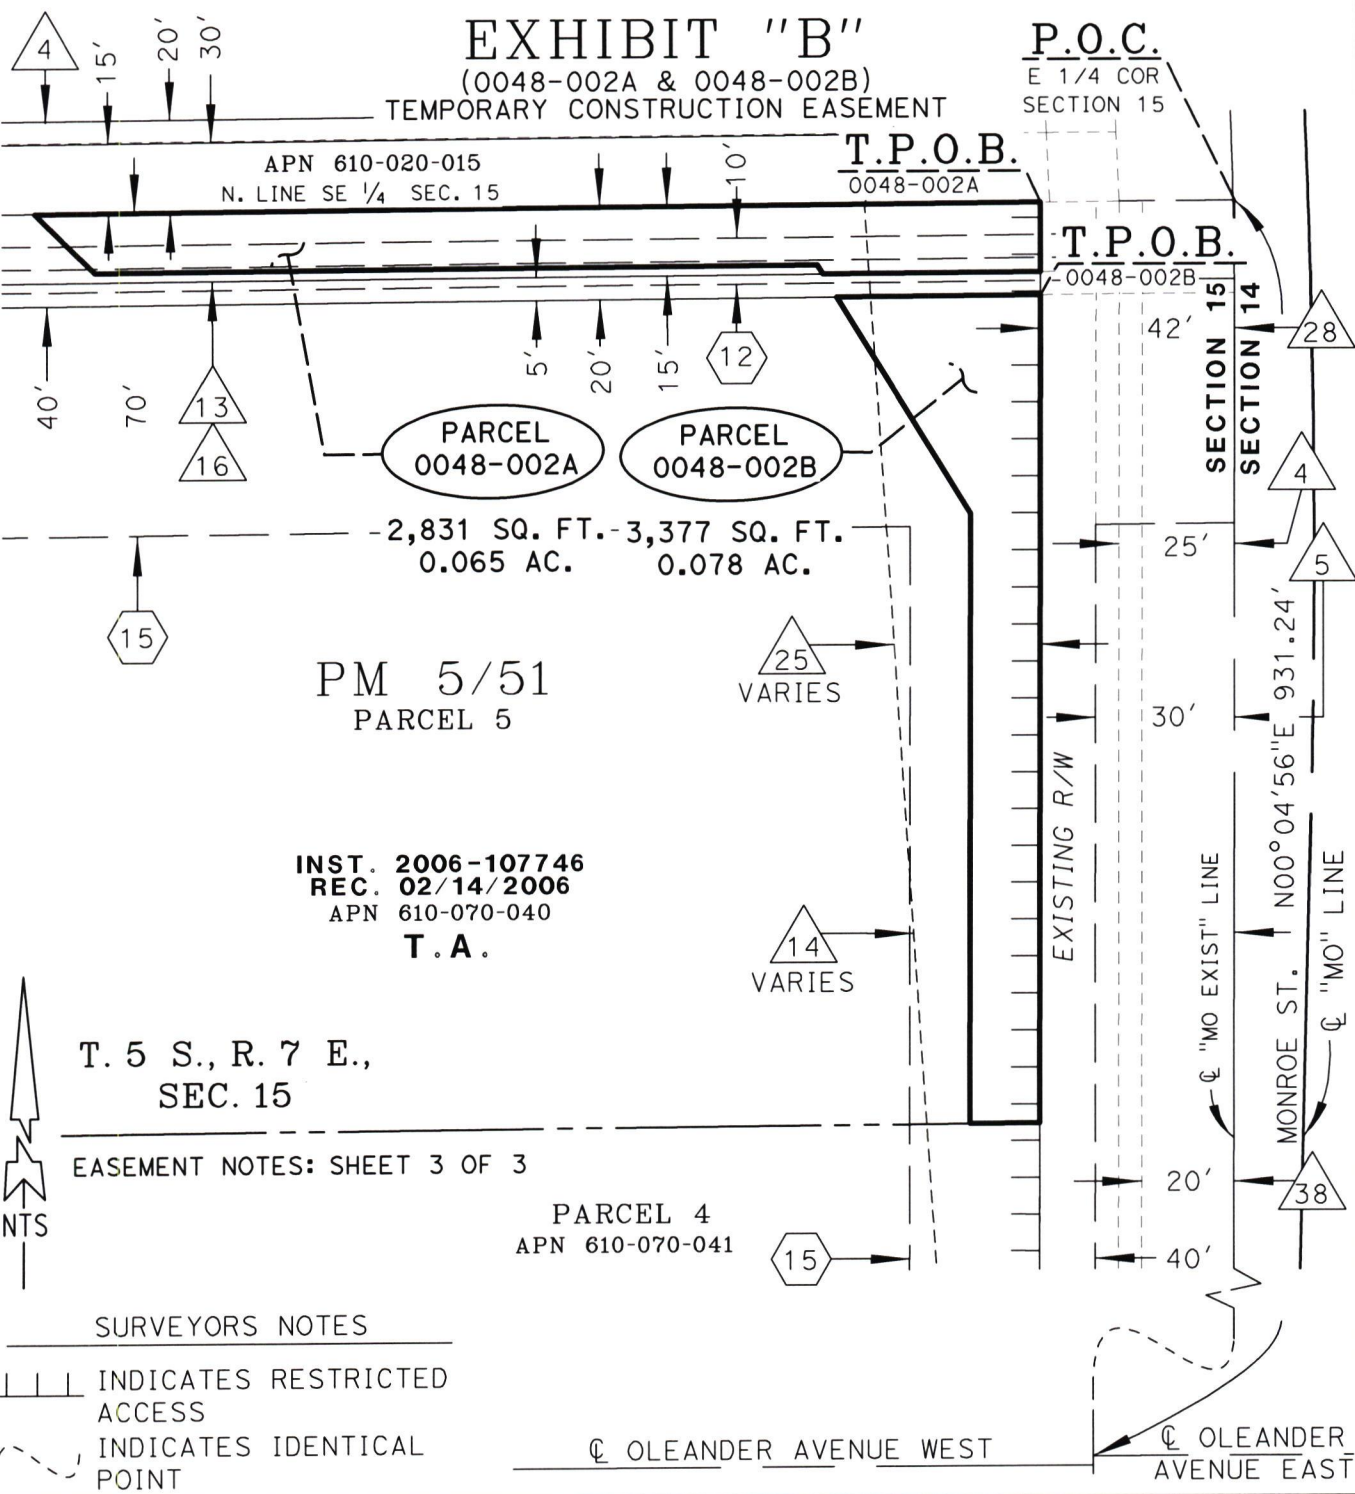 EXHIBIT "B"
(0048-002A & 0048-002B)
TEMPORARY CONSTRUCTION EASEMENT
P.O.C.
E 1/4 COR
SECTION 15
4
15'
20'
30'
APN 610-020-015
N. LINE SE 1/4 SEC. 15
10'
T.P.O.B.
0048-002A
T.P.O.B.
0048-002B
40'
70'
13
16
5'
20'
15'
12
42'
SECTION 15
SECTION 14
28
PARCEL
0048-002A
PARCEL
0048-002B
4
2,831 SQ. FT.
0.065 AC.
3,377 SQ. FT.
0.078 AC.
25'
5
15
PM 5/51
PARCEL 5
25
VARIES
30'
N00°04'56"E 931.24'
EXISTING R/W
INST. 2006-107746
REC. 02/14/2006
APN 610-070-040
T.A.
14
VARIES
℄ "MO EXIST" LINE
MONROE ST.
℄ "MO" LINE
T. 5 S., R. 7 E.,
SEC. 15
N
NTS
EASEMENT NOTES: SHEET 3 OF 3
20'
38
PARCEL 4
APN 610-070-041
15
40'
SURVEYORS NOTES
INDICATES RESTRICTED
ACCESS
INDICATES IDENTICAL
POINT
℄ OLEANDER AVENUE WEST
℄ OLEANDER
AVENUE EAST